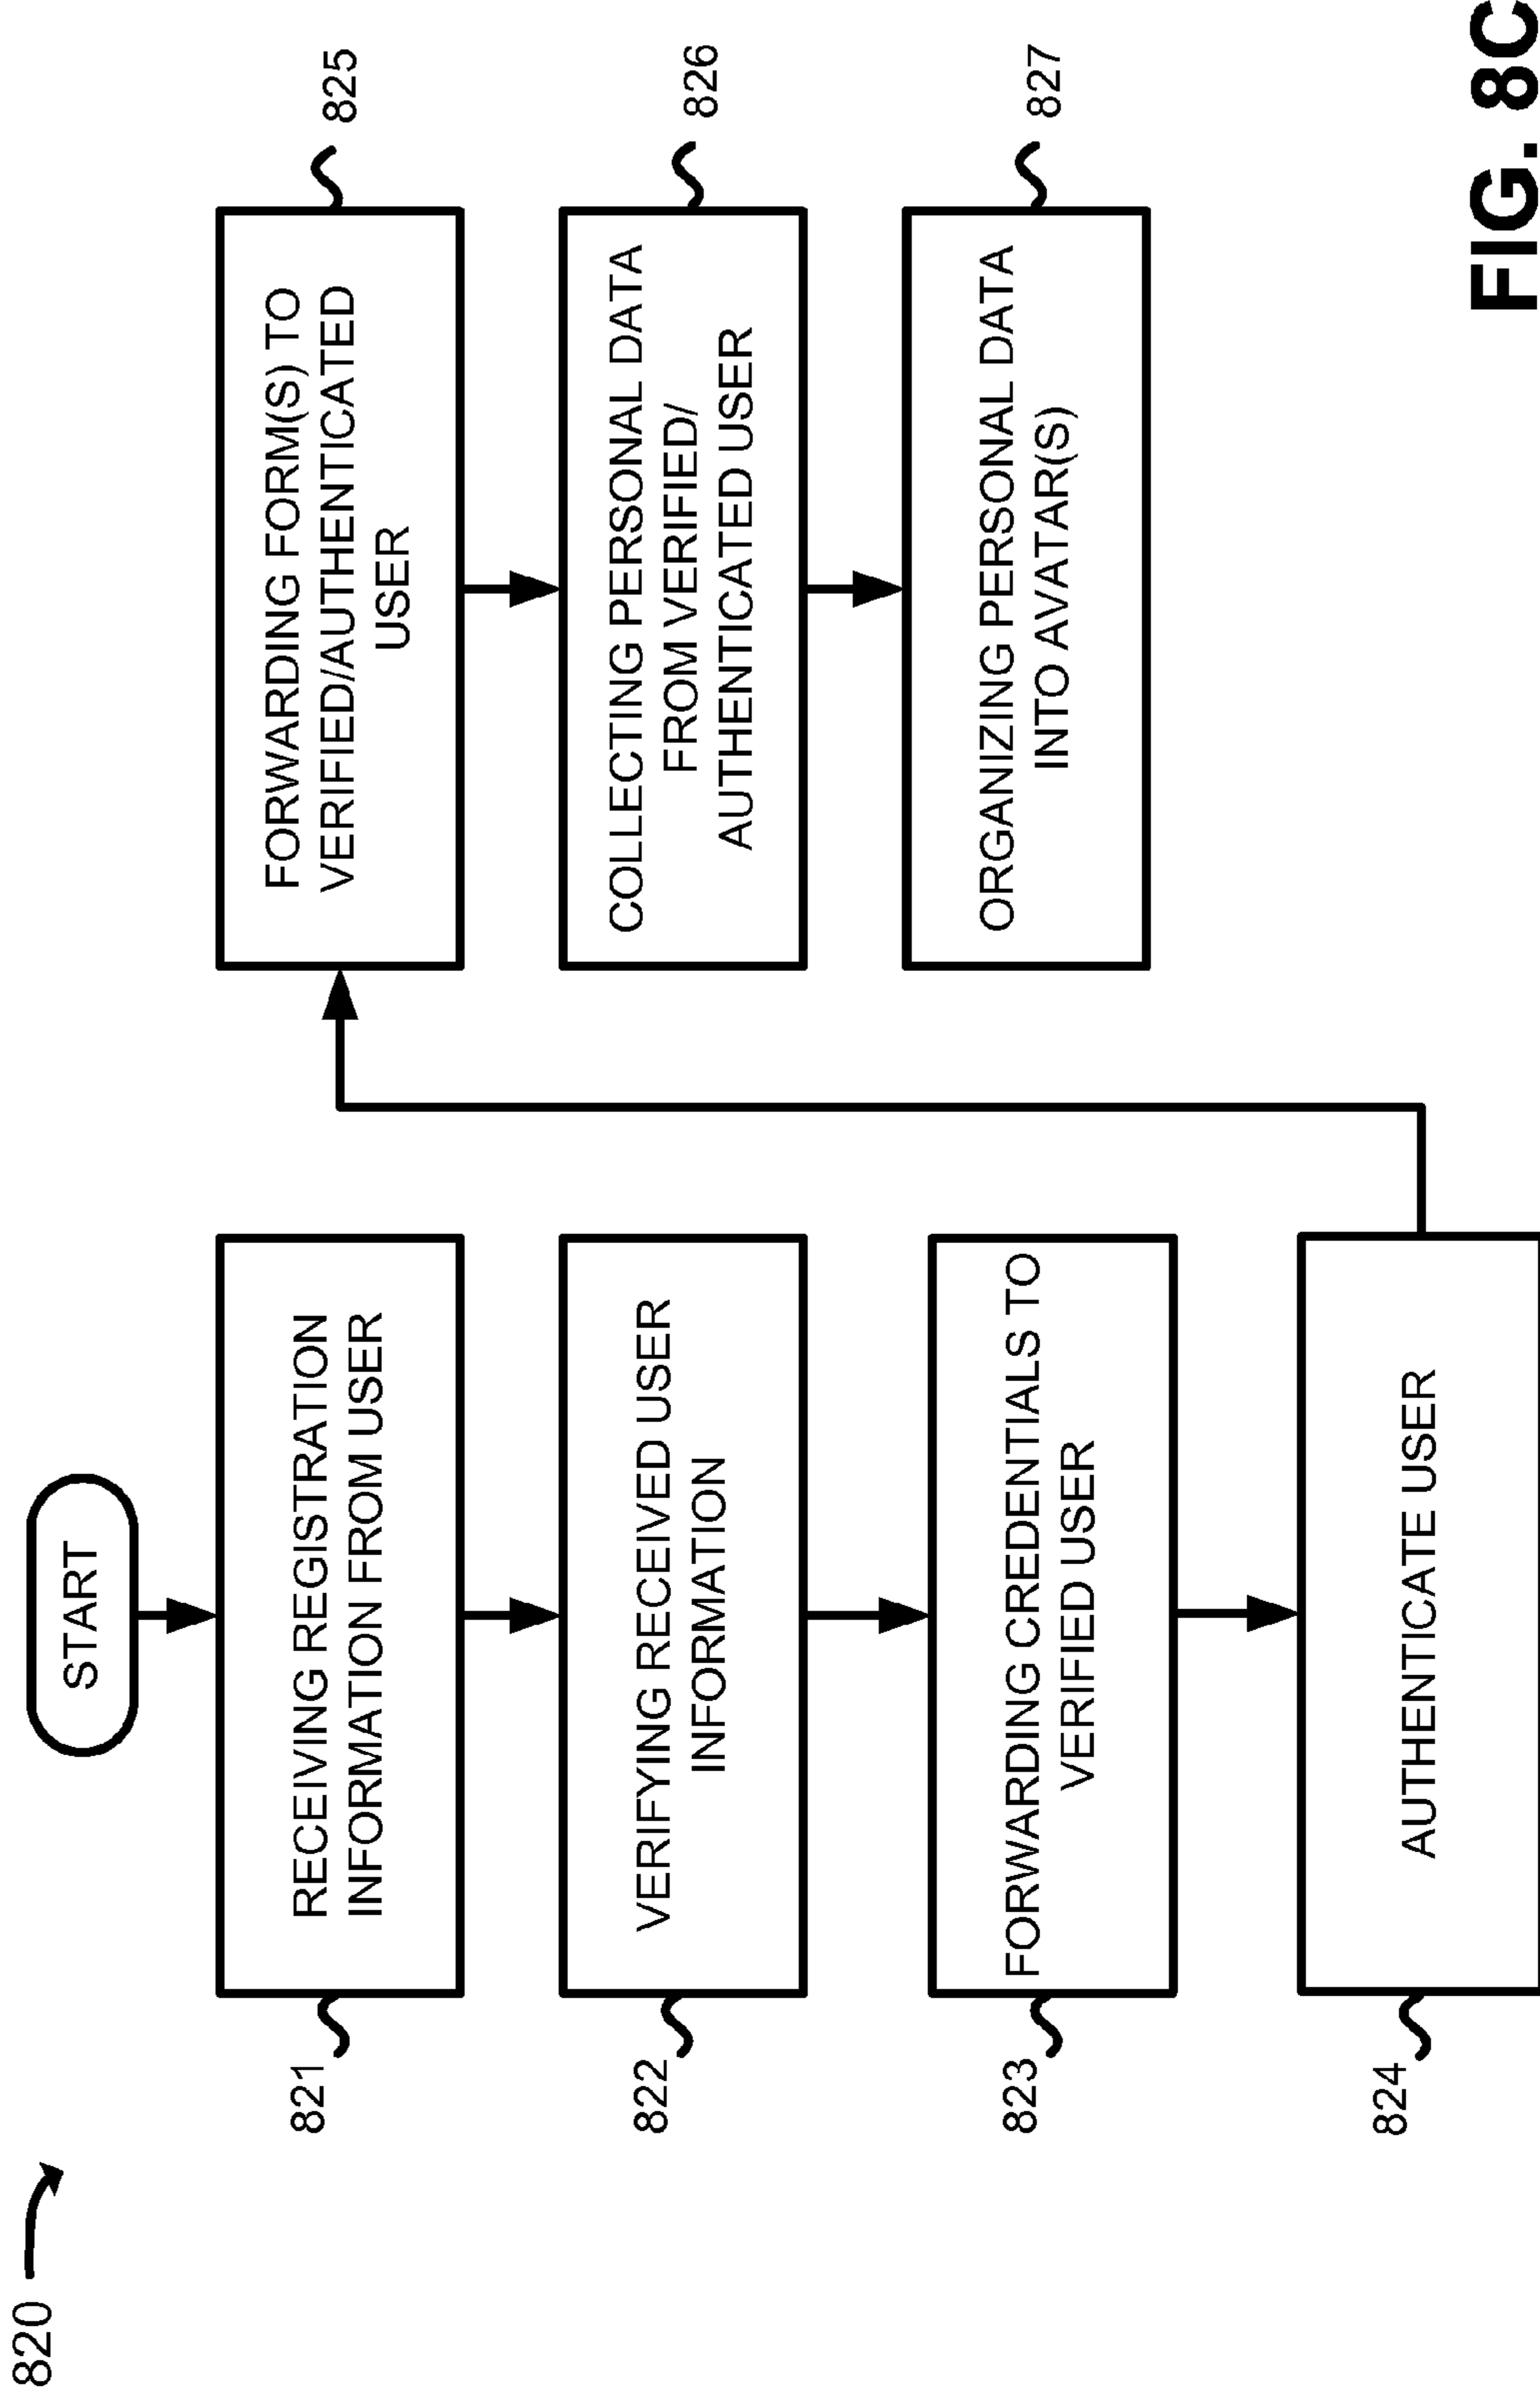 820
START
821
RECEIVING REGISTRATION
INFORMATION FROM USER
822
VERIFYING RECEIVED USER
INFORMATION
823
FORWARDING CREDENTIALS TO
VERIFIED USER
824
AUTHENTICATE USER
FORWARDING FORM(S) TO
VERIFIED/AUTHENTICATED
USER
825
COLLECTING PERSONAL DATA
FROM VERIFIED/
AUTHENTICATED USER
826
ORGANIZING PERSONAL DATA
INTO AVATAR(S)
827
FIG. 8C